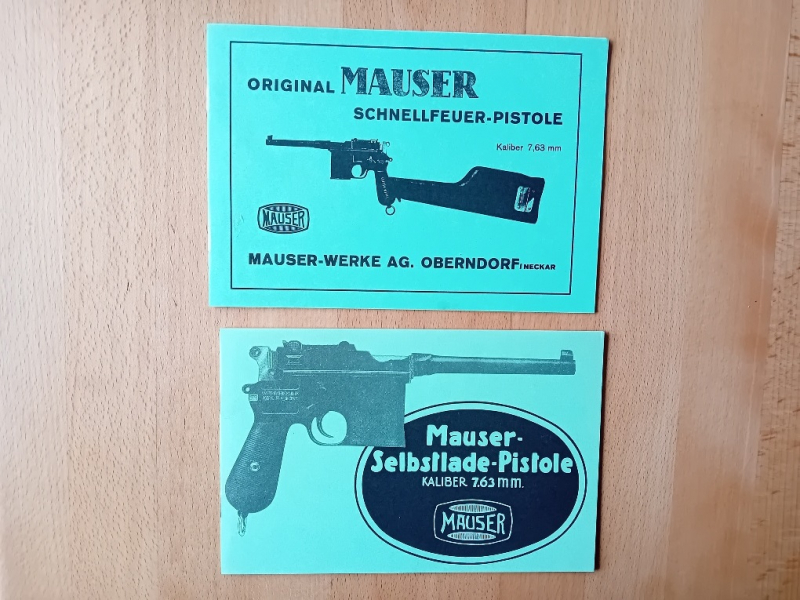 ORIGINAL MAUSER
SCHNELLFEUER-PISTOLE
Kaliber 7,63 mm
MAUSER
MAUSER-WERKE AG. OBERNDORF I NECKAR
Mauser-
Selbstlade-Pistole
KALIBER 7.63 mm.
MAUSER